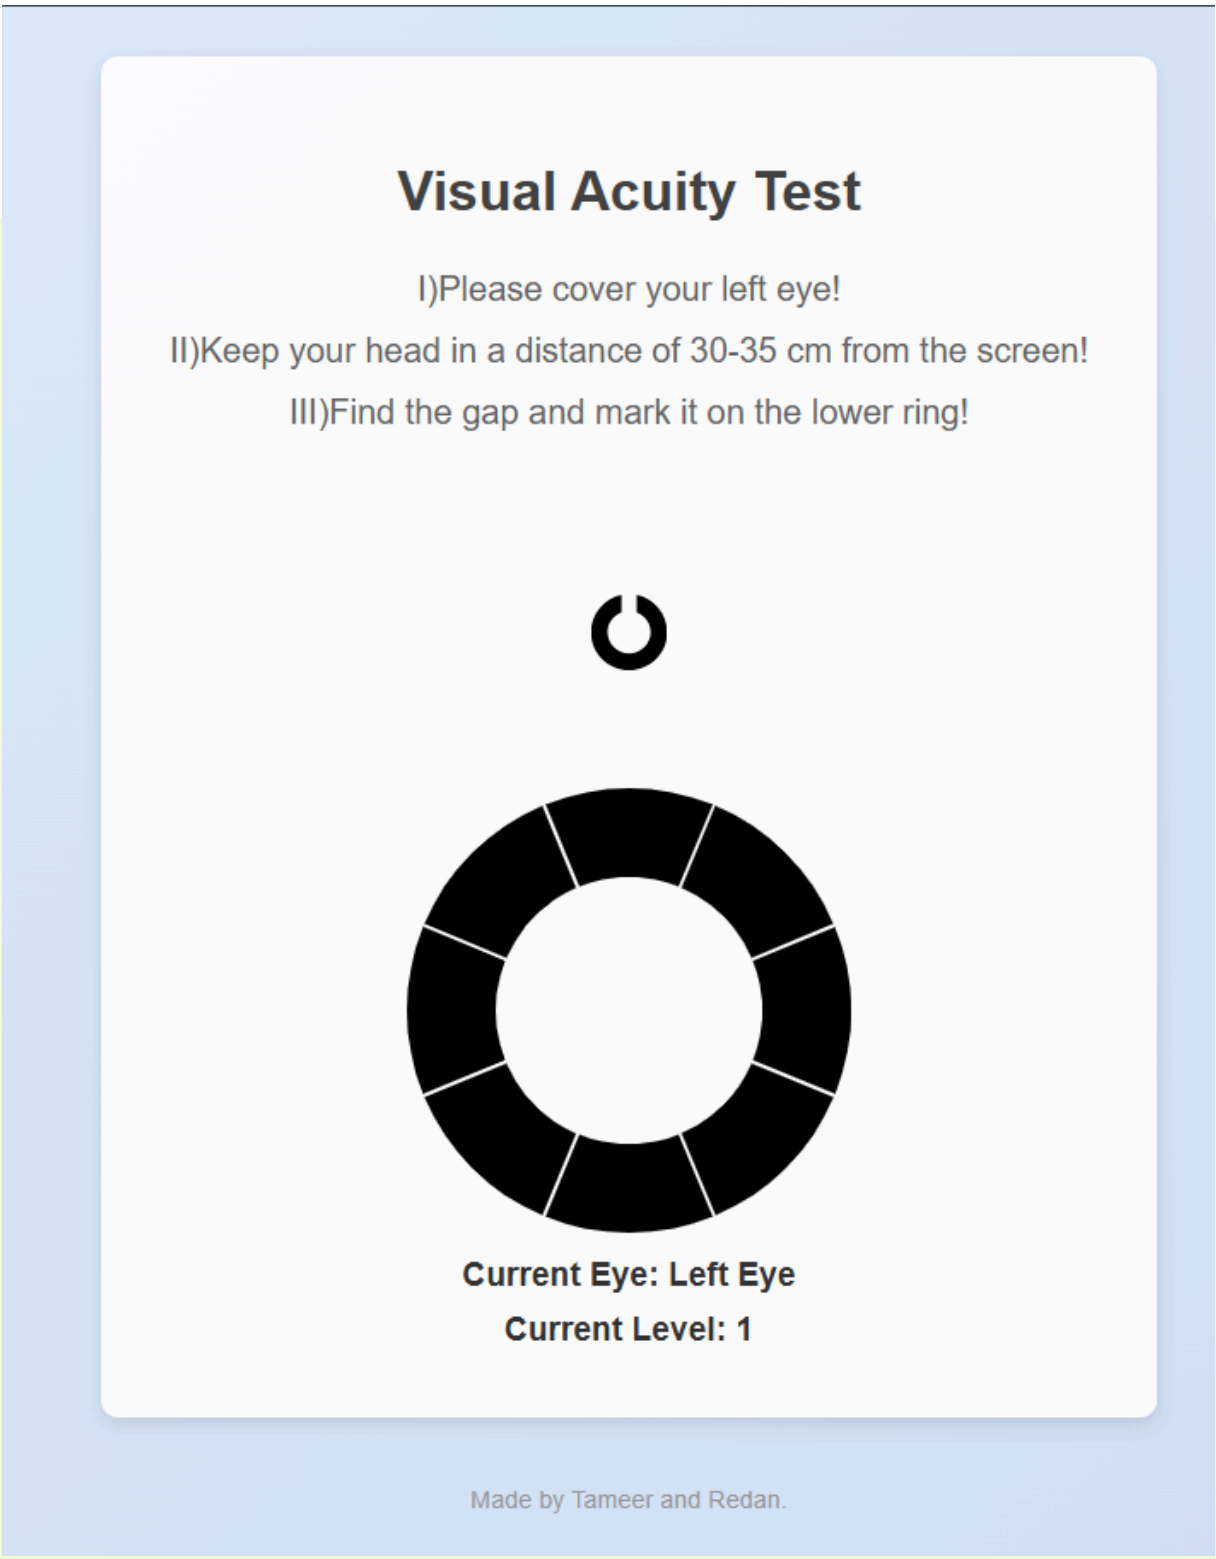 Visual Acuity Test
I)Please cover your left eye!
II)Keep your head in a distance of 30-35 cm from the screen!
III)Find the gap and mark it on the lower ring!
Current Eye: Left Eye
Current Level: 1
Made by Tameer and Redan.